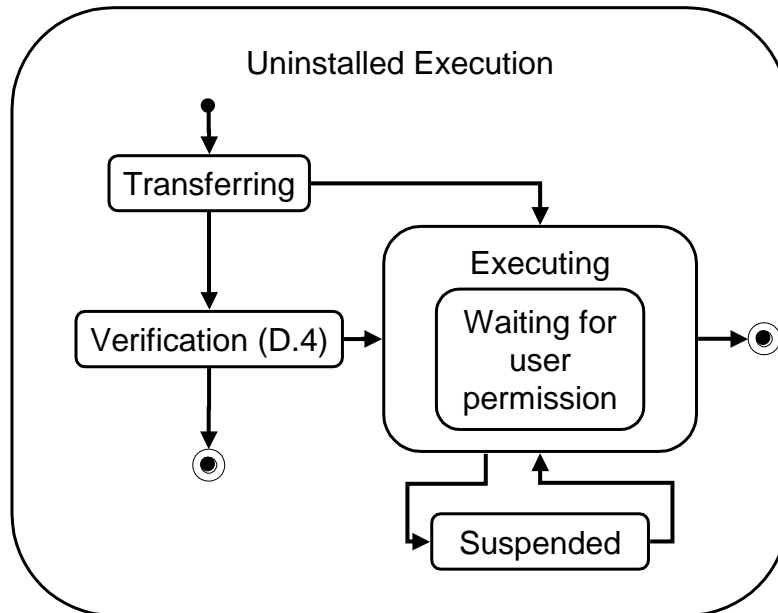 Uninstalled Execution
Transferring
Executing
Verification (D.4)
Waiting for
user
permission
Suspended